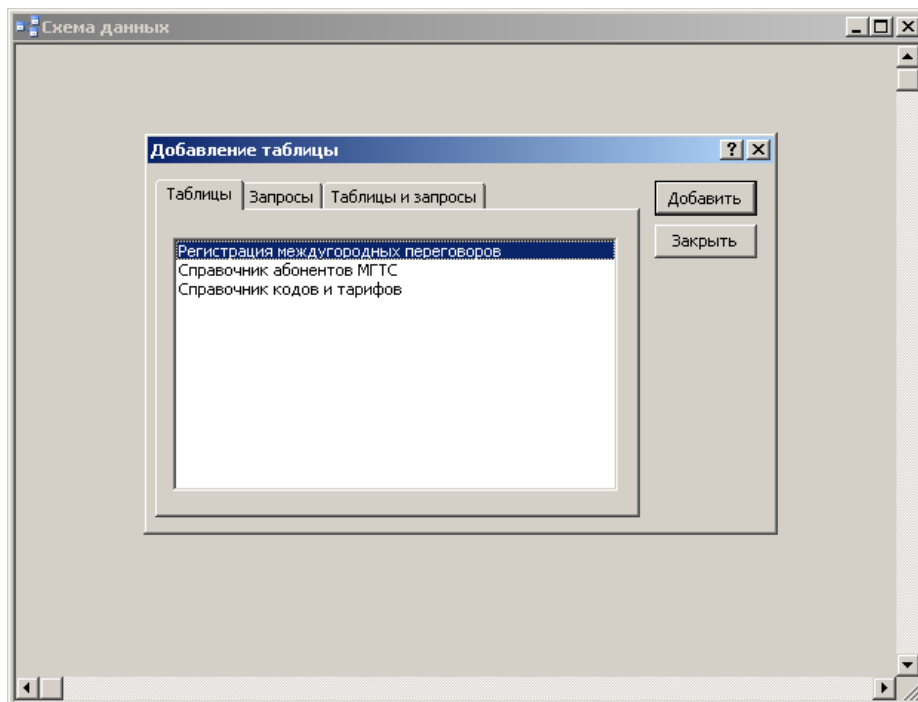 Схема данных
Добавление таблицы
Таблицы Запросы Таблицы и запросы
Добавить
Закрыть
Регистрация междугородных переговоров
Справочник абонентов МГТС
Справочник кодов и тарифов